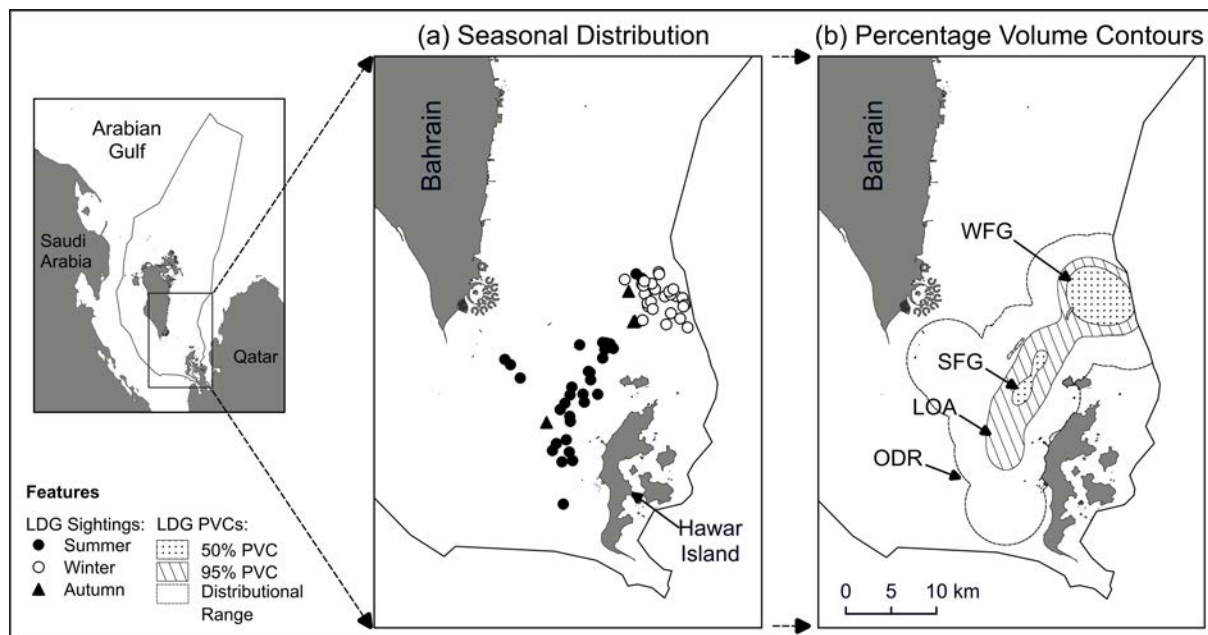 (a) Seasonal Distribution
(b) Percentage Volume Contours
Arabian
Gulf
Saudi
Arabia
Qatar
Bahrain
Hawar
Island
Bahrain
WFG
SFG
LOA
ODR
0 5 10 km
Features
LDG Sightings:
Summer
Winter
Autumn
LDG PVCs:
50% PVC
95% PVC
Distributional
Range